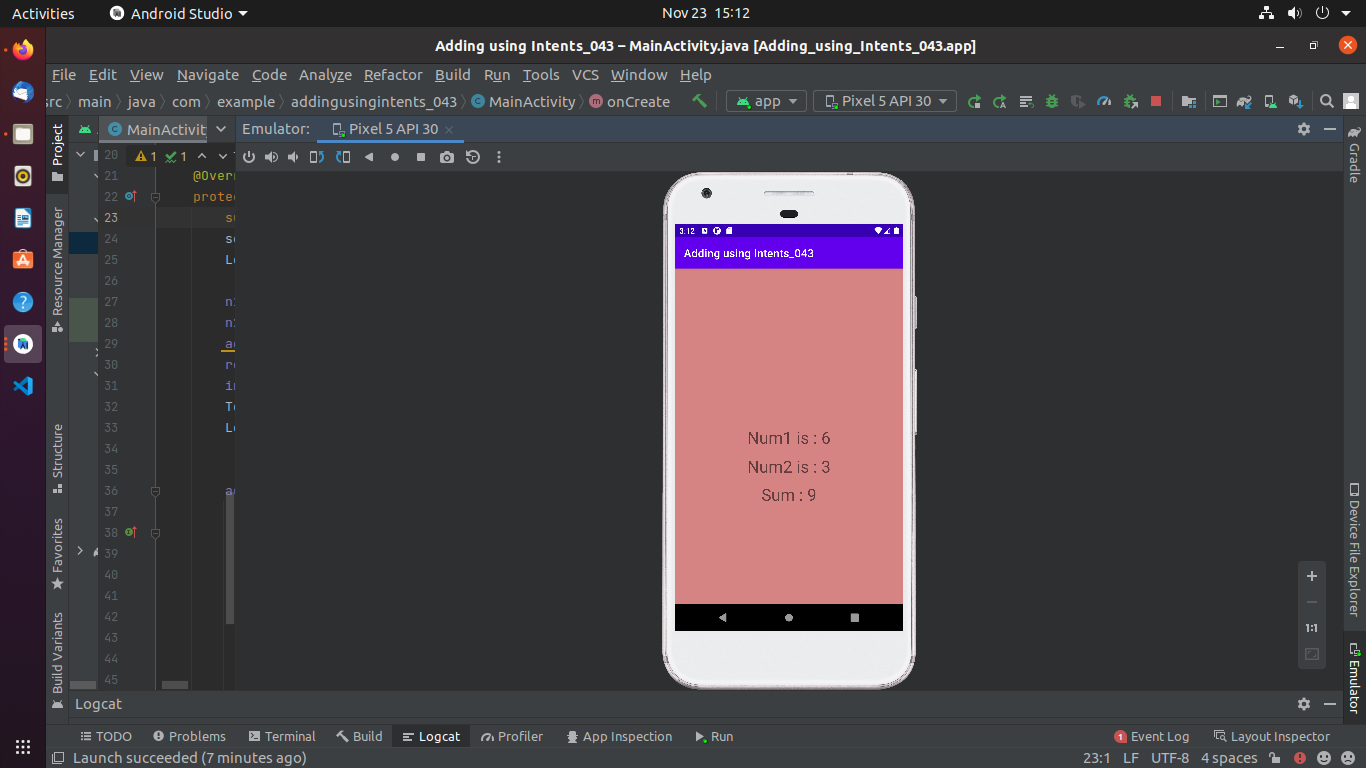 Activities
Android Studio
Nov 23 15:12
Adding using Intents_043 – MainActivity.java [Adding_using_Intents_043.app]
File Edit View Navigate Code Analyze Refactor Build Run Tools VCS Window Help
src main java com example addingusingintents_043 MainActivity onCreate
app
Pixel 5 API 30
Project
MainActivit
Emulator:
Pixel 5 API 30
Gradle
20
1
1
21 @Overr
22 protec
23 su
24 se
25
26
27
28
29
30 re
31 in
32 To
33
34
35
36
37
38
39
40
41
42
43
44
45
Resource Manager
Structure
Favorites
Build Variants
3:12
Adding using Intents_043
Num1 is : 6
Num2 is : 3
Sum : 9
1:1
Device File Explorer
Emulator
Logcat
TODO Problems Terminal Build Logcat Profiler App Inspection Run
1 Event Log Layout Inspector
Launch succeeded (7 minutes ago)
23:1 LF UTF-8 4 spaces